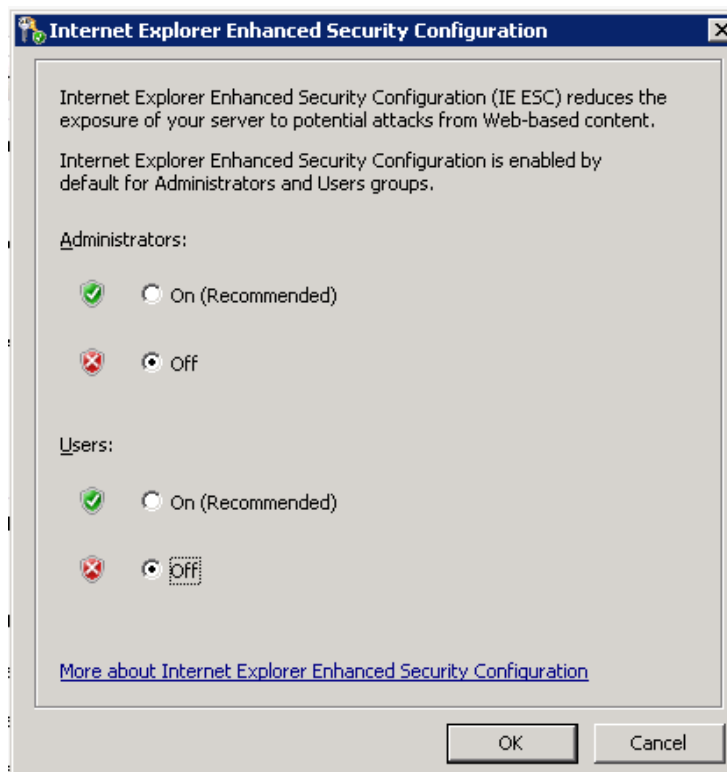 Internet Explorer Enhanced Security Configuration
Internet Explorer Enhanced Security Configuration (IE ESC) reduces the
exposure of your server to potential attacks from Web-based content.
Internet Explorer Enhanced Security Configuration is enabled by
default for Administrators and Users groups.
Administrators:
On (Recommended)
Off
Users:
On (Recommended)
Off
More about Internet Explorer Enhanced Security Configuration
OK
Cancel